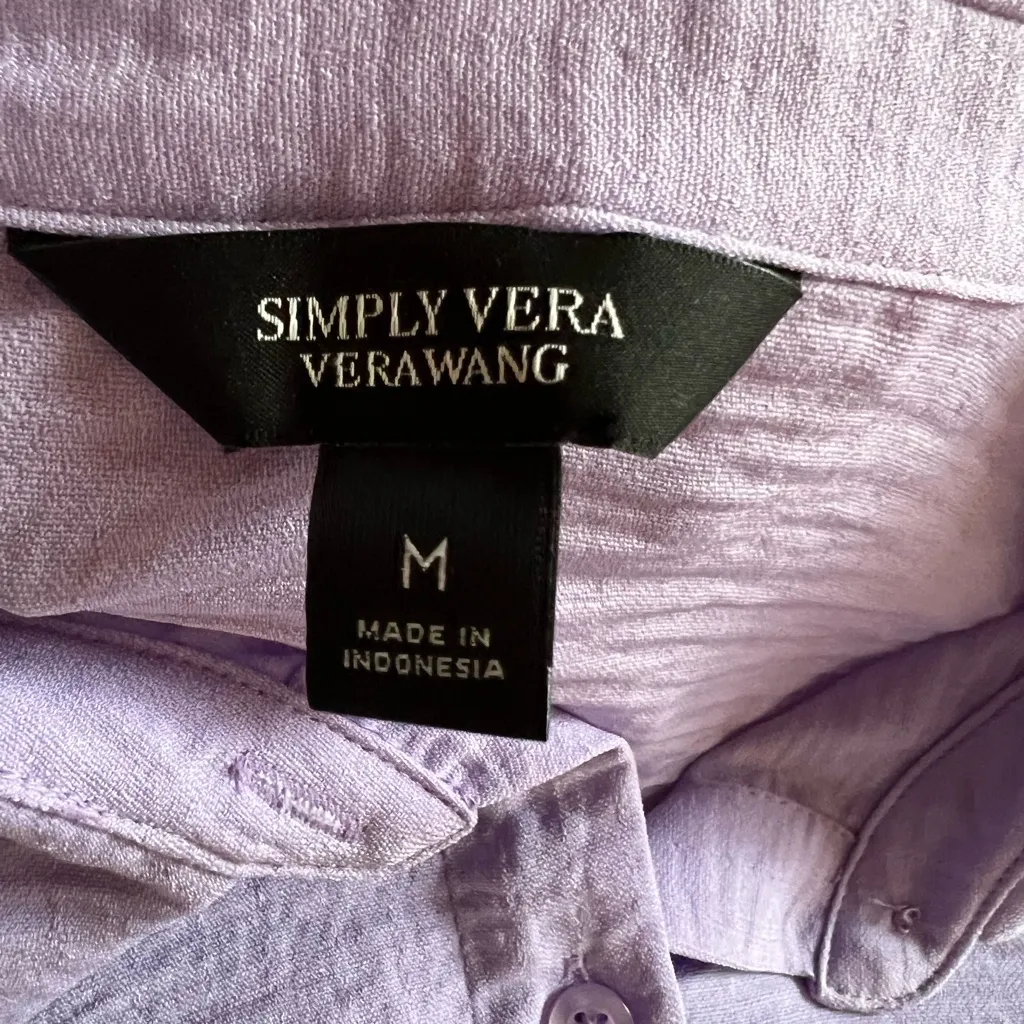 SIMPLY VERA
VERAWANG
M
MADE IN
INDONESIA